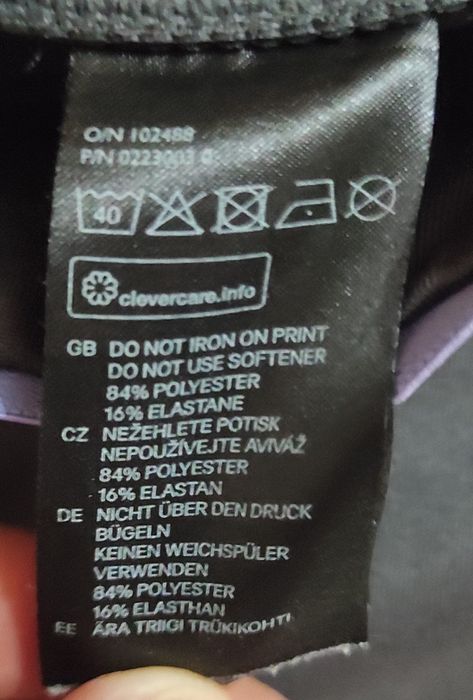 O/N 102488
P/N 0223003
40
clevercare.info
GB DO NOT IRON ON PRINT
DO NOT USE SOFTENER
84% POLYESTER
16% ELASTANE
CZ NEŽEHLETE POTISK
NEPOUŽÍVEJTE AVIVÁŽ
84% POLYESTER
16% ELASTAN
DE NICHT ÜBER DEN DRUCK
BÜGELN
KEINEN WEICHSPÜLER
VERWENDEN
84% POLYESTER
16% ELASTHAN
EE ÄRA TRIIGI TRÜKIKOHTI